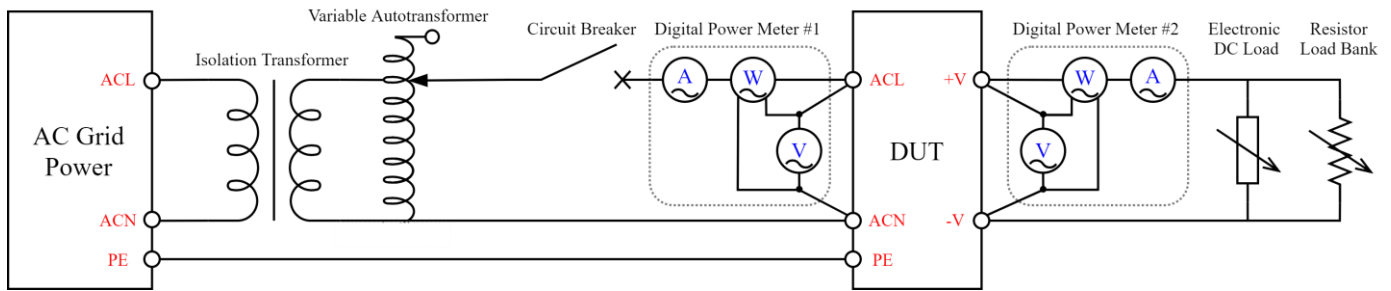 Variable Autotransformer
Isolation Transformer
Circuit Breaker
Digital Power Meter #1
Digital Power Meter #2
Electronic
DC Load
Resistor
Load Bank
ACL
A
W
ACL
+V
W
A
AC Grid
Power
V
DUT
V
ACN
ACN
-V
PE
PE